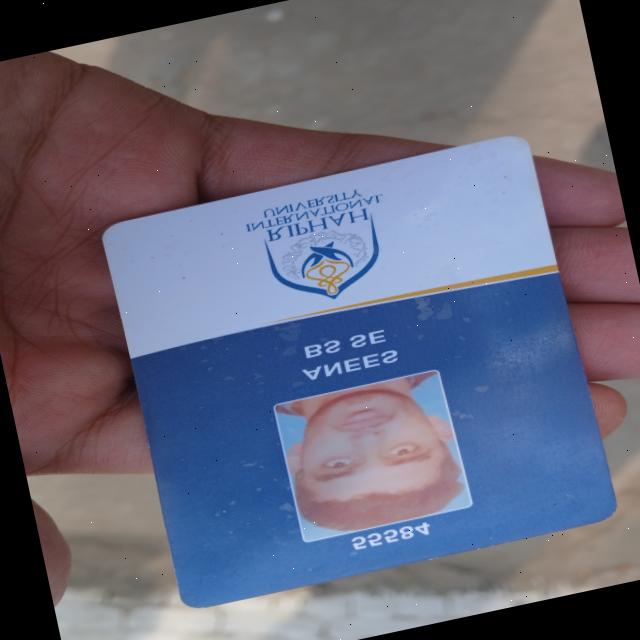 55584
ANEES
BS SE
RIPHAH
INTERNATIONAL
UNIVERSITY